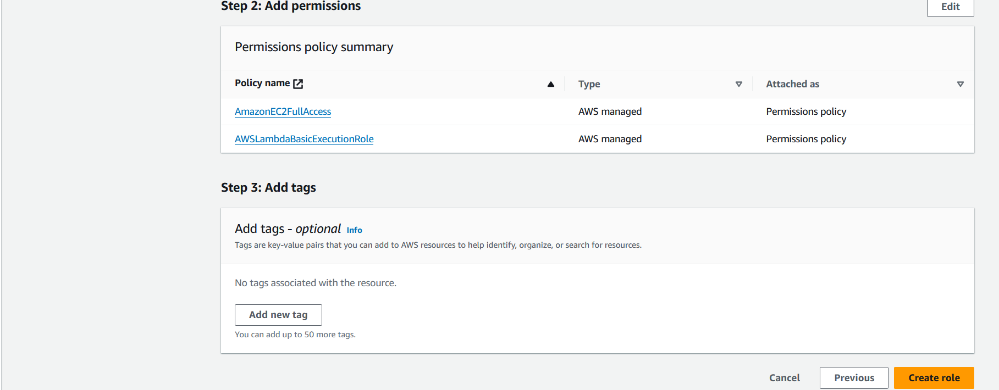 Step 2: Add permissions
Edit
Permissions policy summary
Policy name Type Attached as
AmazonEC2FullAccess AWS managed Permissions policy
AWSLambdaBasicExecutionRole AWS managed Permissions policy
Step 3: Add tags
Add tags - optional Info
Tags are key-value pairs that you can add to AWS resources to help identify, organize, or search for resources.
No tags associated with the resource.
Add new tag
You can add up to 50 more tags.
Cancel Previous Create role